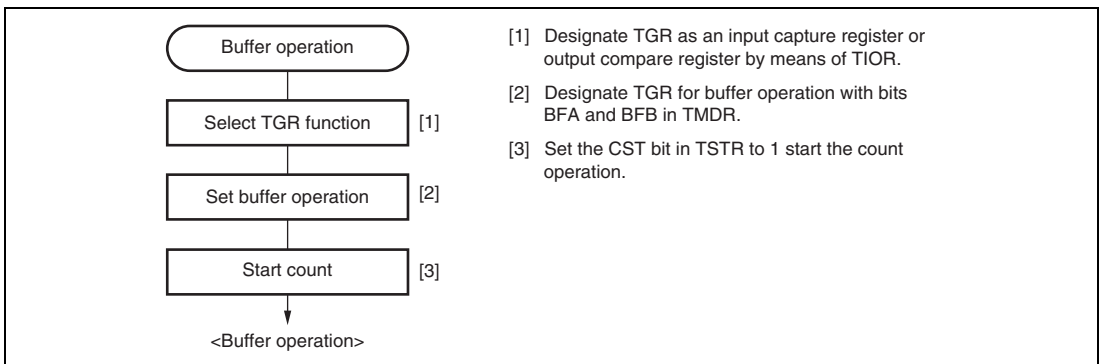 Buffer operation
Select TGR function
[1]
Set buffer operation
[2]
Start count
[3]
<Buffer operation>
[1] Designate TGR as an input capture register or
output compare register by means of TIOR.
[2] Designate TGR for buffer operation with bits
BFA and BFB in TMDR.
[3] Set the CST bit in TSTR to 1 start the count
operation.